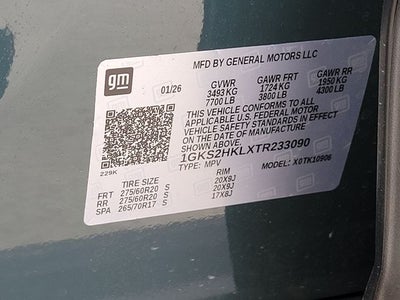 gm
MFD BY GENERAL MOTORS LLC
01/26 GVWR GAWR FRT GAWR RR
3493 KG 1724 KG 1950 KG
7700 LB 3800 LB 4300 LB
THIS VEHICLE CONFORMS TO ALL
APPLICABLE U.S. FEDERAL MOTOR
VEHICLE SAFETY STANDARDS IN EFFECT
ON THE DATE OF MANUFACTURE
SHOWN ABOVE.
1GKS2HKLXTR233090
229K TYPE: MPV MODEL: X0TK10906
TIRE SIZE RIM
FRT 275/60R20 S 20X9J
RR 275/60R20 S 20X9J
SPA 265/70R17 S 17X8J